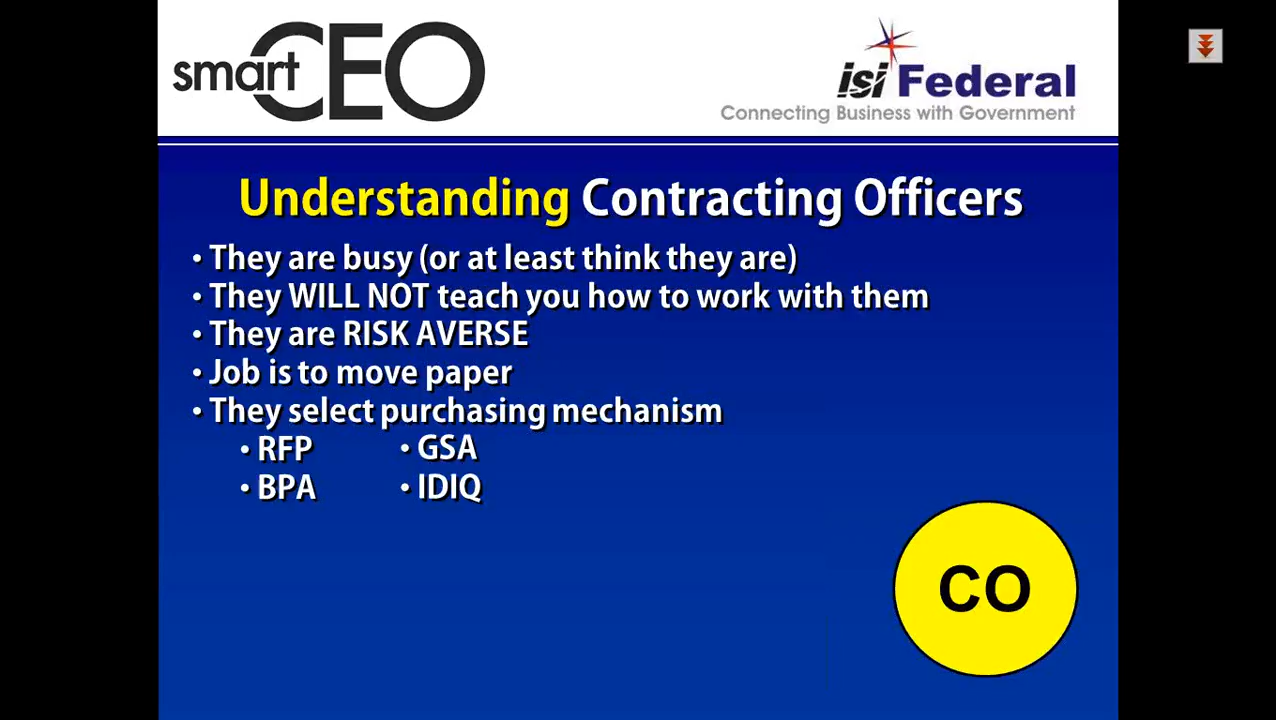 smartCEO
isi Federal
Connecting Business with Government
Understanding Contracting Officers
• They are busy (or at least think they are)
• They WILL NOT teach you how to work with them
• They are RISK AVERSE
• Job is to move paper
• They select purchasing mechanism
• RFP • GSA
• BPA • IDIQ
CO